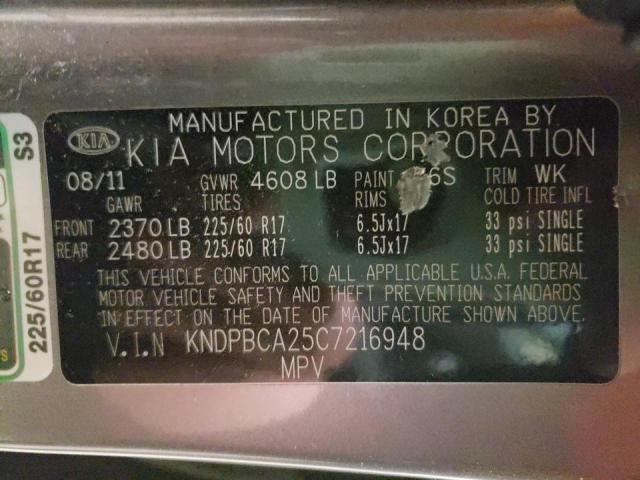 MANUFACTURED IN KOREA BY
KIA KIA MOTORS CORPORATION
08/11 GVWR 4608 LB PAINT TRIM WK
GAWR TIRES RIMS COLD TIRE INFL
FRONT 2370 LB 225/60 R17 6.5Jx17 33 psi SINGLE
REAR 2480 LB 225/60 R17 6.5Jx17 33 psi SINGLE
THIS VEHICLE CONFORMS TO ALL APPLICABLE U.S.A. FEDERAL
MOTOR VEHICLE SAFETY AND THEFT PREVENTION STANDARDS
IN EFFECT ON THE DATE OF MANUFACTURE SHOWN ABOVE.
V.I.N KNDPBCA25C7216948
MPV
225/60R17 S3